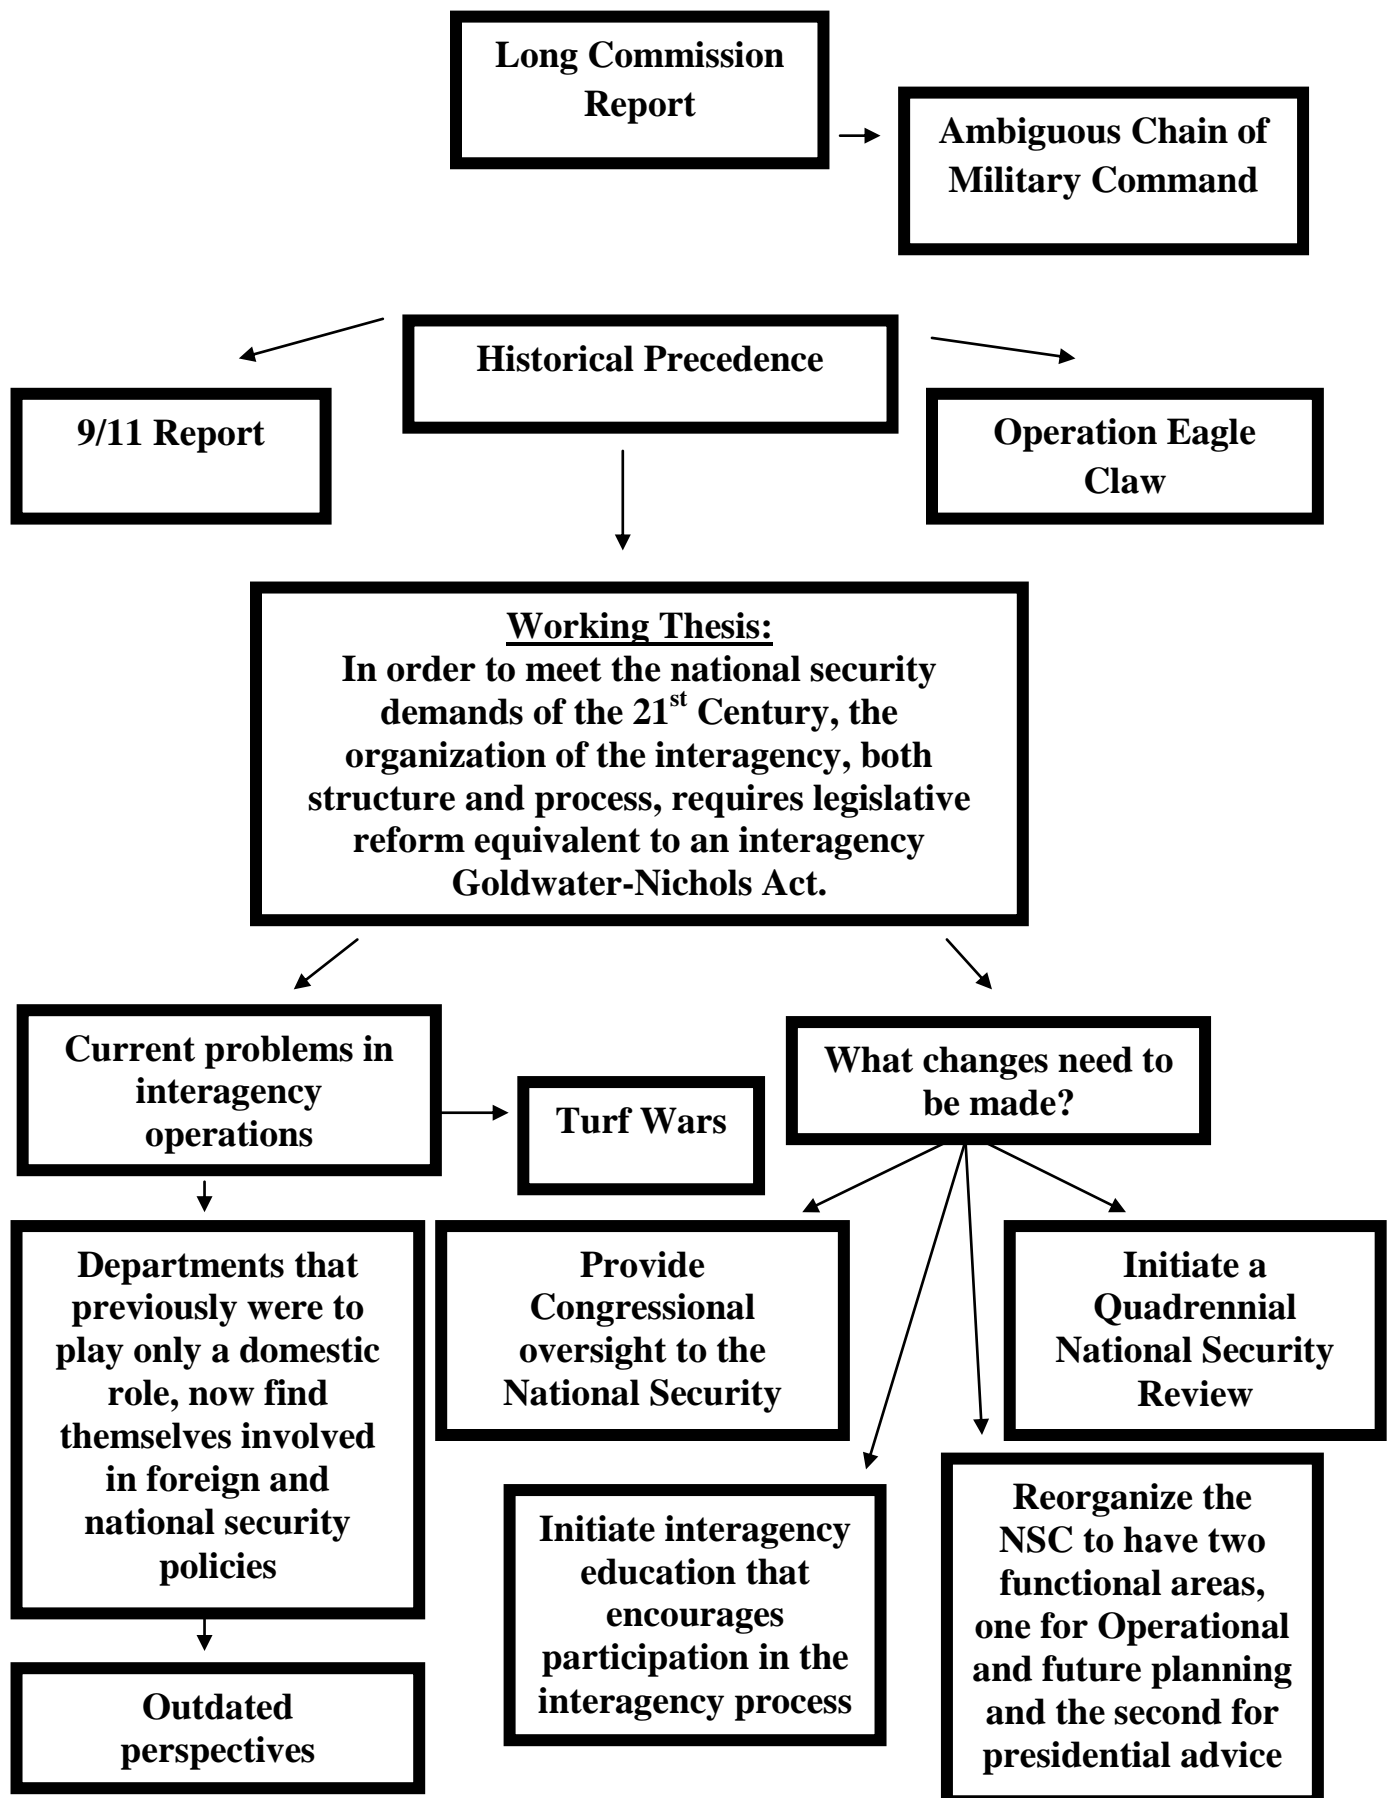 Long Commission
Report
Ambiguous Chain of
Military Command
Historical Precedence
9/11 Report
Operation Eagle
Claw
Working Thesis:
In order to meet the national security
demands of the 21st Century, the
organization of the interagency, both
structure and process, requires legislative
reform equivalent to an interagency
Goldwater-Nichols Act.
Current problems in
interagency
operations
Turf Wars
What changes need to
be made?
Departments that
previously were to
play only a domestic
role, now find
themselves involved
in foreign and
national security
policies
Provide
Congressional
oversight to the
National Security
Initiate a
Quadrennial
National Security
Review
Initiate interagency
education that
encourages
participation in the
interagency process
Reorganize the
NSC to have two
functional areas,
one for Operational
and future planning
and the second for
presidential advice
Outdated
perspectives